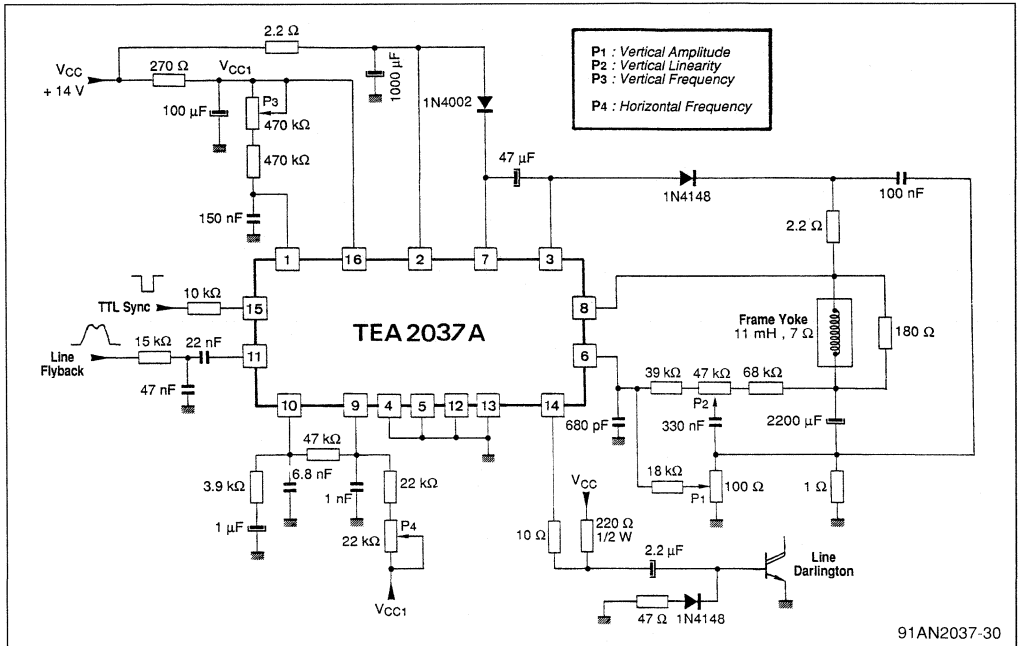 2.2 Ω
VCC
+ 14 V
270 Ω
VCC1
1000 µF
P1 : Vertical Amplitude
P2 : Vertical Linearity
P3 : Vertical Frequency
P4 : Horizontal Frequency
100 µF
P3
470 kΩ
1N4002
470 kΩ
47 µF
1N4148
100 nF
150 nF
2.2 Ω
1
16
2
7
3
TTL Sync
10 kΩ
15
TEA 2037A
8
Frame Yoke
11 mH , 7 Ω
180 Ω
Line
Flyback
15 kΩ
22 nF
11
6
39 kΩ
47 kΩ
68 kΩ
47 nF
P2
10
9
4
5
12
13
14
680 pF
330 nF
2200 µF
47 kΩ
3.9 kΩ
6.8 nF
1 nF
22 kΩ
18 kΩ
P1
100 Ω
1 Ω
VCC
1 µF
22 kΩ
P4
10 Ω
220 Ω
1/2 W
2.2 µF
Line
Darlington
VCC1
47 Ω
1N4148
91AN2037-30